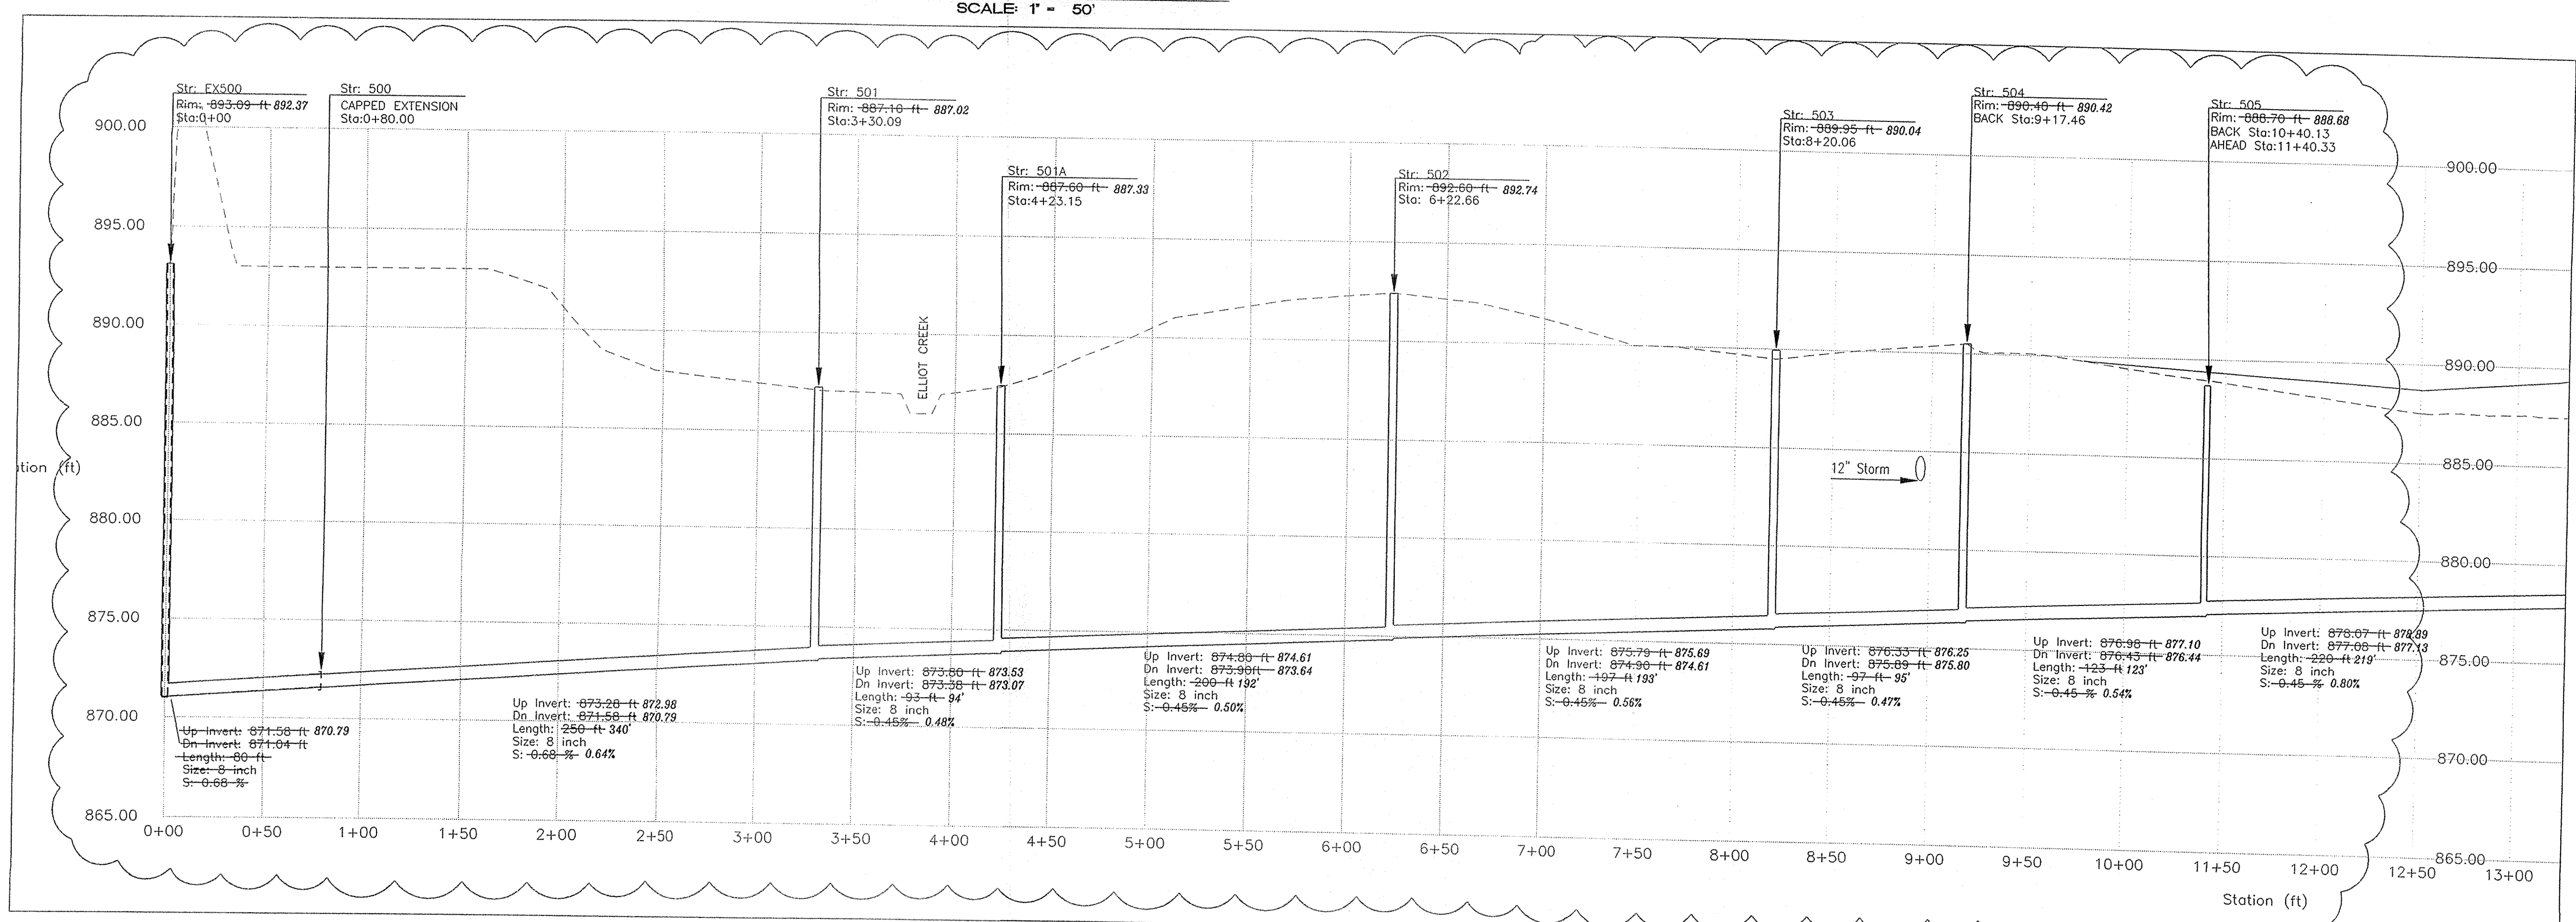 SCALE: 1" = 50'
Str: EX500
Rim: 893.09 ft 892.37
Sta:0+00
Str: 500
CAPPED EXTENSION
Sta:0+80.00
Str: 501
Rim: 887.10 ft 887.02
Sta:3+30.09
Str: 501A
Rim: 887.60 ft 887.33
Sta:4+23.15
Str: 502
Rim: 892.60 ft 892.74
Sta: 6+22.66
Str: 503
Rim: 889.95 ft 890.04
Sta:8+20.06
Str: 504
Rim: 890.40 ft 890.42
BACK Sta:9+17.46
Str: 505
Rim: 888.70 ft 888.68
BACK Sta:10+40.13
AHEAD Sta:11+40.33
900.00
895.00
890.00
885.00
880.00
875.00
870.00
865.00
(ft)
ELLIOT CREEK
12" Storm
900.00
895.00
890.00
885.00
880.00
875.00
870.00
865.00
Up Invert: 871.58 ft 870.79
Dn Invert: 871.04 ft
Length: 80 ft
Size: 8 inch
S: 0.68 %
Up Invert: 873.28 ft 872.98
Dn Invert: 871.58 ft 870.79
Length: 250 ft 340'
Size: 8 inch
S: 0.68 % 0.64%
Up Invert: 873.80 ft 873.53
Dn Invert: 873.38 ft 873.07
Length: 93 ft 94'
Size: 8 inch
S: 0.45% 0.48%
Up Invert: 874.80 ft 874.61
Dn Invert: 873.90ft 873.64
Length: 200 ft 192'
Size: 8 inch
S: 0.45% 0.50%
Up Invert: 875.79 ft 875.69
Dn Invert: 874.90 ft 874.61
Length: 197 ft 193'
Size: 8 inch
S: 0.45% 0.56%
Up Invert: 876.33 ft 876.25
Dn Invert: 875.89 ft 875.80
Length: 97 ft 95'
Size: 8 inch
S: 0.45% 0.47%
Up Invert: 876.98 ft 877.10
Dn Invert: 876.43 ft 876.44
Length: 123 ft 123'
Size: 8 inch
S: 0.45 % 0.54%
Up Invert: 878.07 ft 878.89
Dn Invert: 877.08 ft 877.13
Length: 220 ft 219'
Size: 8 inch
S: 0.45 % 0.80%
0+00 0+50 1+00 1+50 2+00 2+50 3+00 3+50 4+00 4+50 5+00 5+50 6+00 6+50 7+00 7+50 8+00 8+50 9+00 9+50 10+00 11+50 12+00 12+50 13+00
Station (ft)